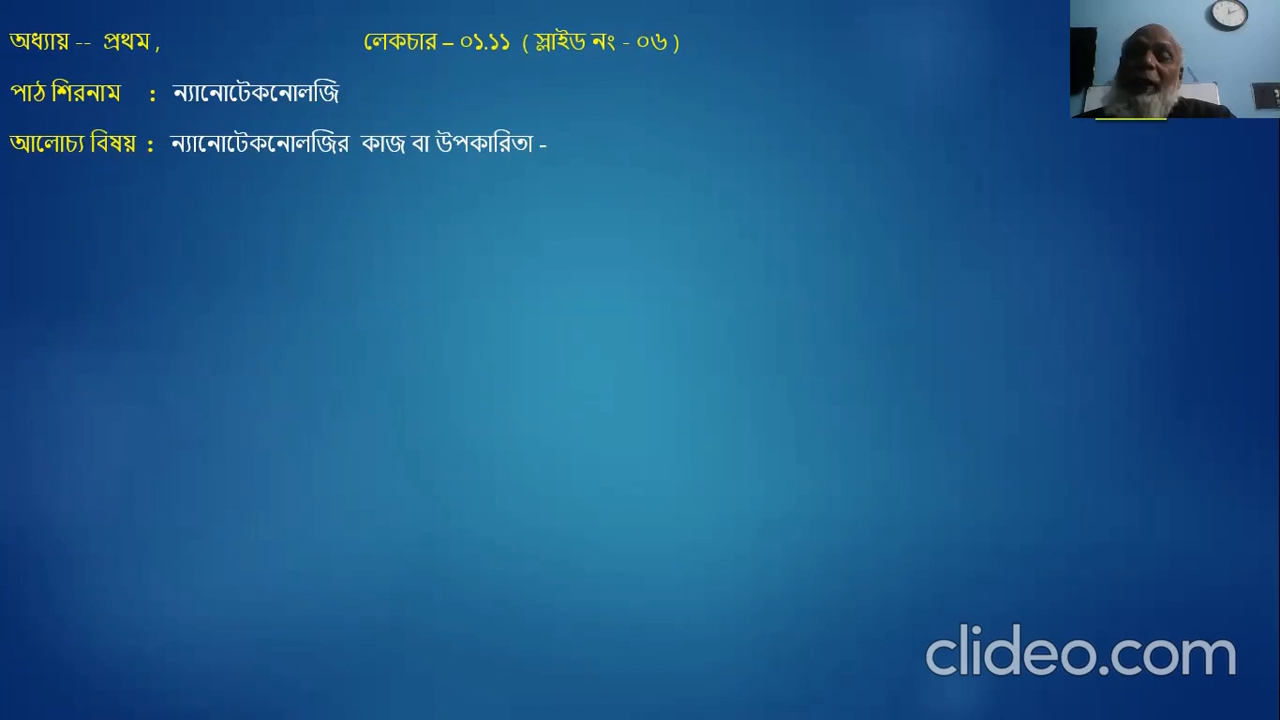 অধ্যায় -- প্রথম , লেকচার – ০১.১১ ( স্লাইড নং - ০৬ )
পাঠ শিরনাম : ন্যানোটেকনোলজি
আলোচ্য বিষয় : ন্যানোটেকনোলজির কাজ বা উপকারিতা -
clideo.com